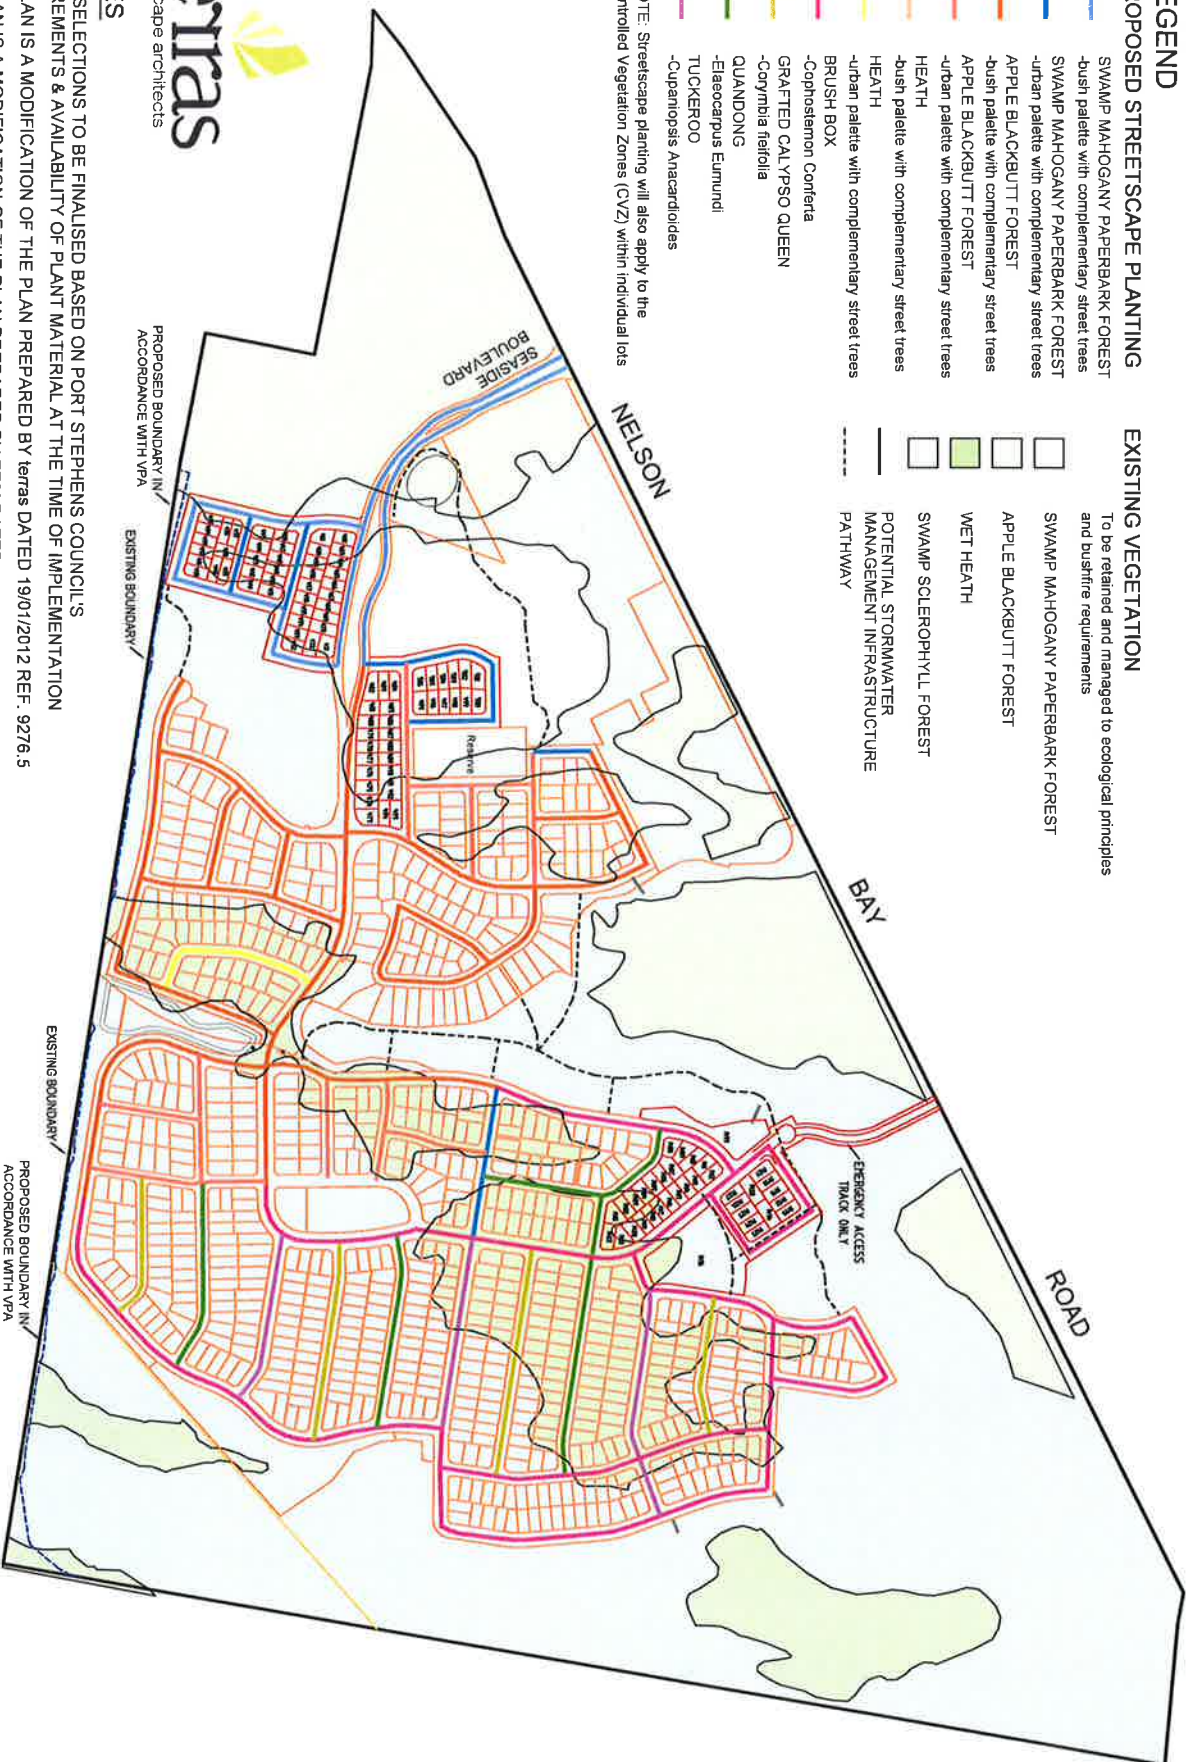 EGEND
ROPOSED STREETSCAPE PLANTING
SWAMP MAHOGANY PAPERBARK FOREST
-bush palette with complementary street trees
SWAMP MAHOGANY PAPERBARK FOREST
-urban palette with complementary street trees
APPLE BLACKBUTT FOREST
-bush palette with complementary street trees
APPLE BLACKBUTT FOREST
-urban palette with complementary street trees
HEATH
-bush palette with complementary street trees
HEATH
-urban palette with complementary street trees
BRUSH BOX
-Cophostemon Conferta
GRAFTED CALYPSO QUEEN
-Corymbia fieifolia
QUANDONG
-Elaeocarpus Eumundi
TUCKEROO
-Cupaniopsis Anacardioides
OTE: Streetscape planting will also apply to the
ntrolled Vegetation Zones (CVZ) within individual lots
EXISTING VEGETATION
To be retained and managed to ecological principles
and bushfire requirements
SWAMP MAHOGANY PAPERBARK FOREST
APPLE BLACKBUTT FOREST
WET HEATH
SWAMP SCLEROPHYLL FOREST
POTENTIAL STORMWATER
MANAGEMENT INFRASTRUCTURE
PATHWAY
NELSON
BAY
ROAD
SEASIDE
BOULEVARD
Reserve
EMERGENCY ACCESS
TRACK ONLY
PROPOSED BOUNDARY IN
ACCORDANCE WITH VPA
EXISTING BOUNDARY
EXISTING BOUNDARY
PROPOSED BOUNDARY IN
ACCORDANCE WITH VPA
rras
cape architects
ES
SELECTIONS TO BE FINALISED BASED ON PORT STEPHENS COUNCIL'S
REMENTS & AVAILABILITY OF PLANT MATERIAL AT THE TIME OF IMPLEMENTATION
LAN IS A MODIFICATION OF THE PLAN PREPARED BY terras DATED 19/01/2012 REF. 9276.5